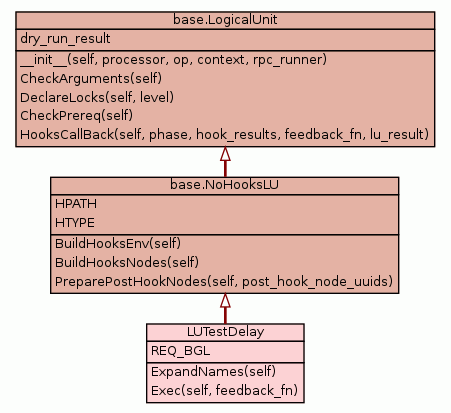 base.LogicalUnit
dry_run_result
__init__(self, processor, op, context, rpc_runner)
CheckArguments(self)
DeclareLocks(self, level)
CheckPrereq(self)
HooksCallBack(self, phase, hook_results, feedback_fn, lu_result)
base.NoHooksLU
HPATH
HTYPE
BuildHooksEnv(self)
BuildHooksNodes(self)
PreparePostHookNodes(self, post_hook_node_uuids)
LUTestDelay
REQ_BGL
ExpandNames(self)
Exec(self, feedback_fn)